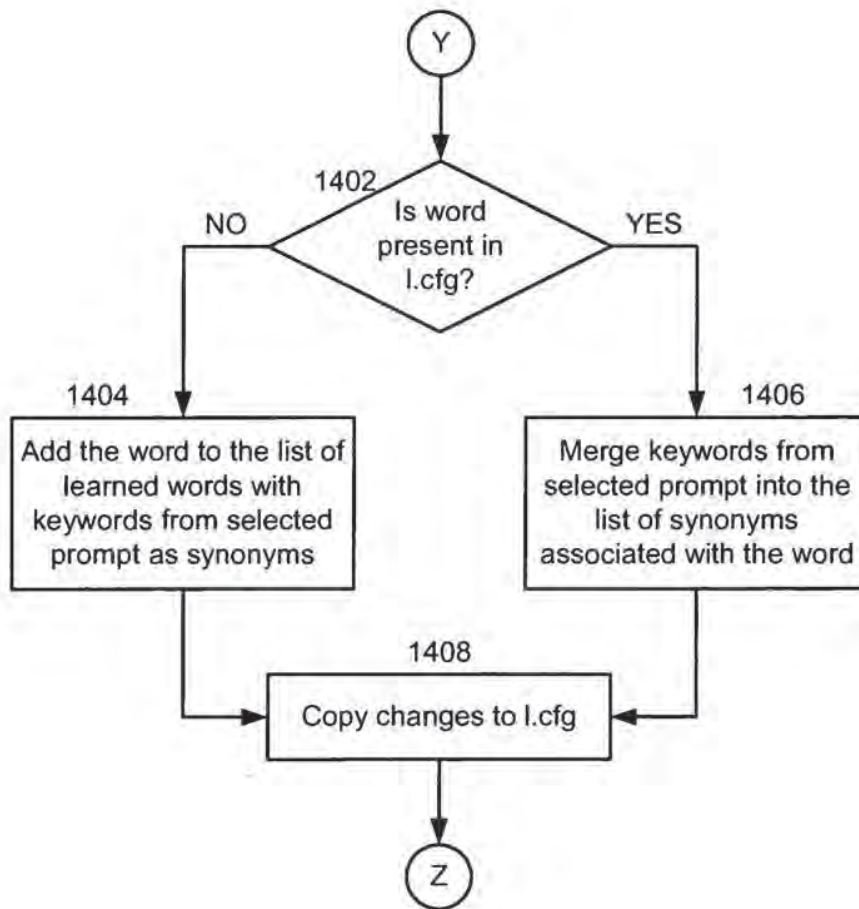 Y
1402
Is word
present in
l.cfg?
NO
YES
1404
Add the word to the list of
learned words with
keywords from selected
prompt as synonyms
1406
Merge keywords from
selected prompt into the
list of synonyms
associated with the word
1408
Copy changes to l.cfg
Z